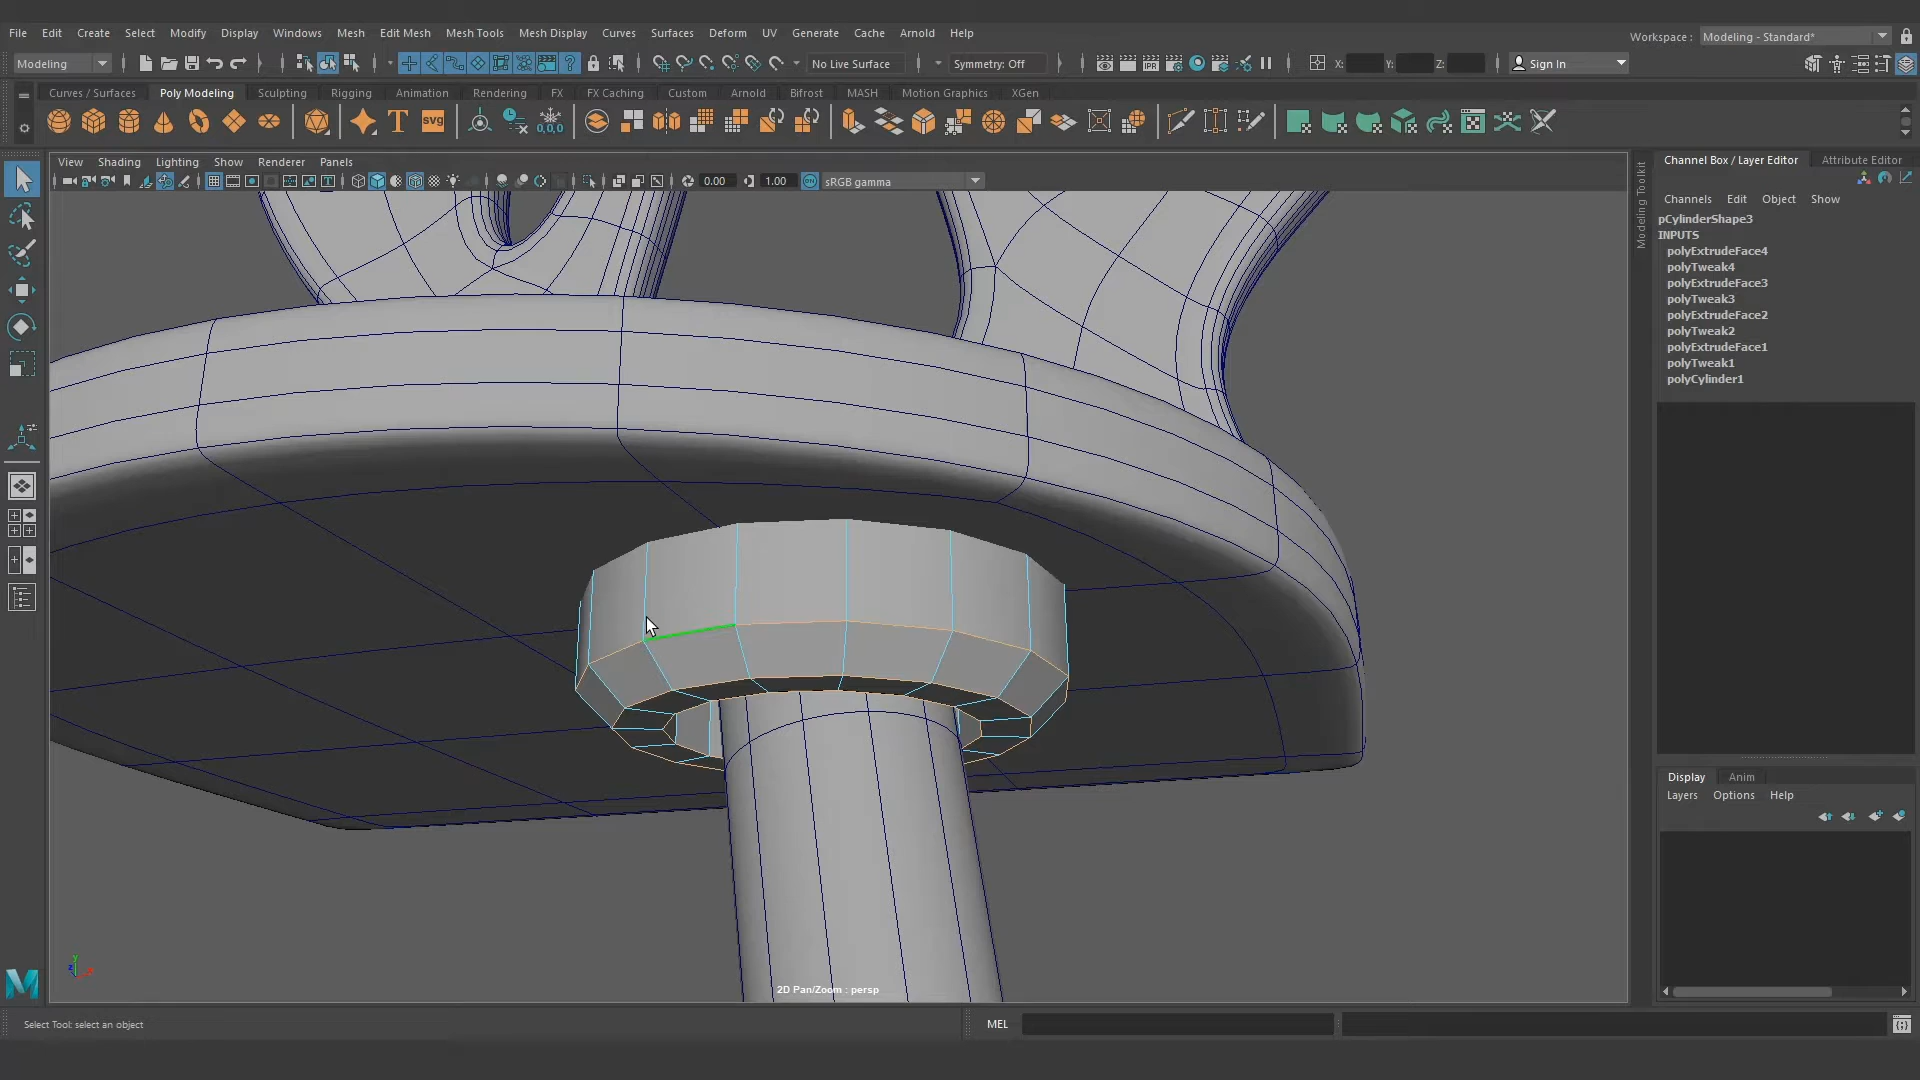 File Edit Create Select Modify Display Windows Mesh Edit Mesh Mesh Tools Mesh Display Curves Surfaces Deform UV Generate Cache Arnold Help
Workspace : Modeling - Standard*
Modeling No Live Surface Symmetry: Off X: Y: Z: Sign In
Curves / Surfaces Poly Modeling Sculpting Rigging Animation Rendering FX FX Caching Custom Arnold Bifrost MASH Motion Graphics XGen
T svg 0,0,0
View Shading Lighting Show Renderer Panels
0.00 1.00 sRGB gamma
Modeling Toolkit
Channel Box / Layer Editor Attribute Editor
Channels Edit Object Show
pCylinderShape3
INPUTS
polyExtrudeFace4
polyTweak4
polyExtrudeFace3
polyTweak3
polyExtrudeFace2
polyTweak2
polyExtrudeFace1
polyTweak1
polyCylinder1
Display Anim
Layers Options Help
2D Pan/Zoom : persp
Select Tool: select an object
MEL